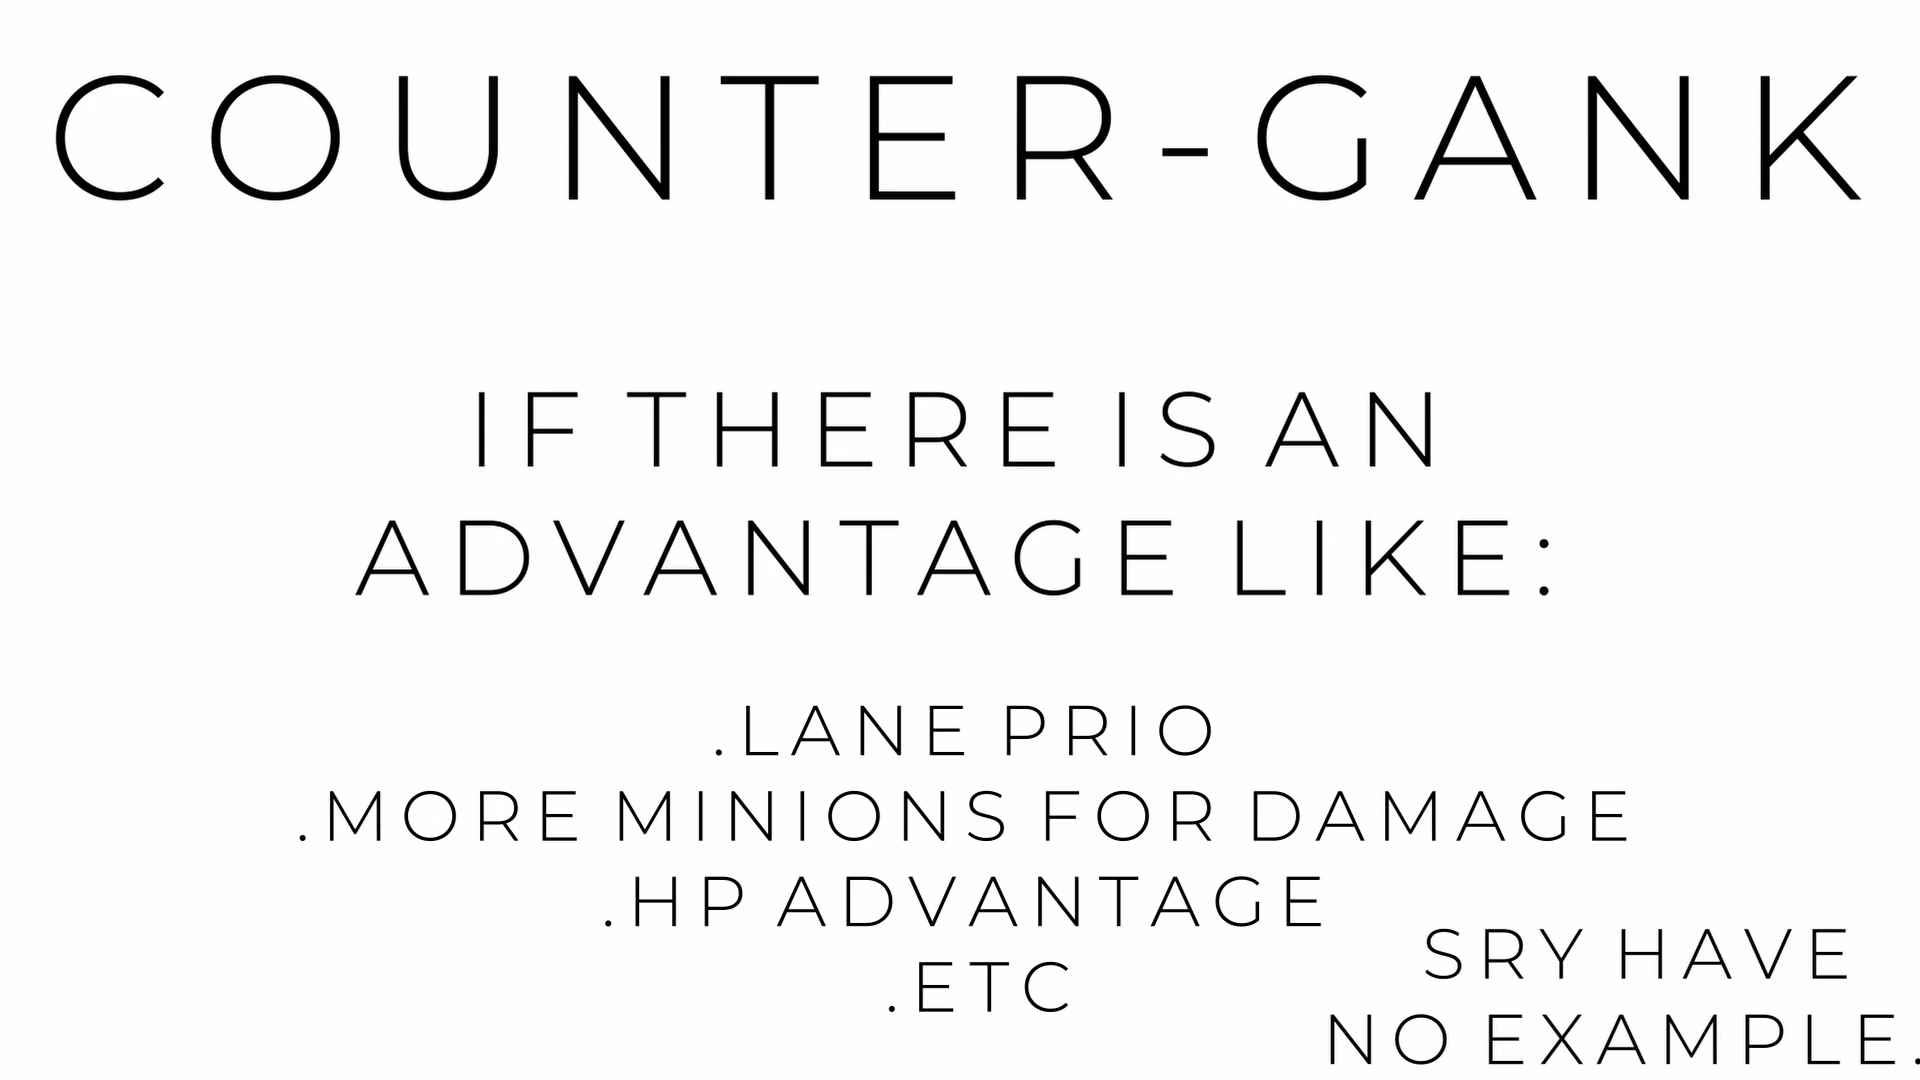 COUNTER-GANK
IF THERE IS AN
ADVANTAGE LIKE:
.LANE PRIO
.MORE MINIONS FOR DAMAGE
.HP ADVANTAGE
.ETC
SRY HAVE
NO EXAMPLE.